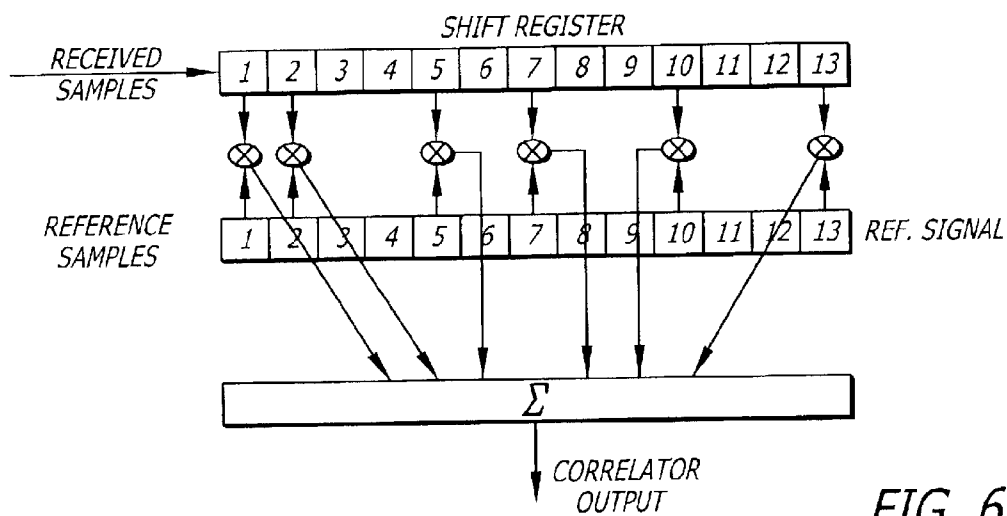 SHIFT REGISTER
RECEIVED
SAMPLES
1 2 3 4 5 6 7 8 9 10 11 12 13
REFERENCE
SAMPLES
1 2 3 4 5 6 7 8 9 10 11 12 13
REF. SIGNAL
Σ
CORRELATOR
OUTPUT
FIG. 6